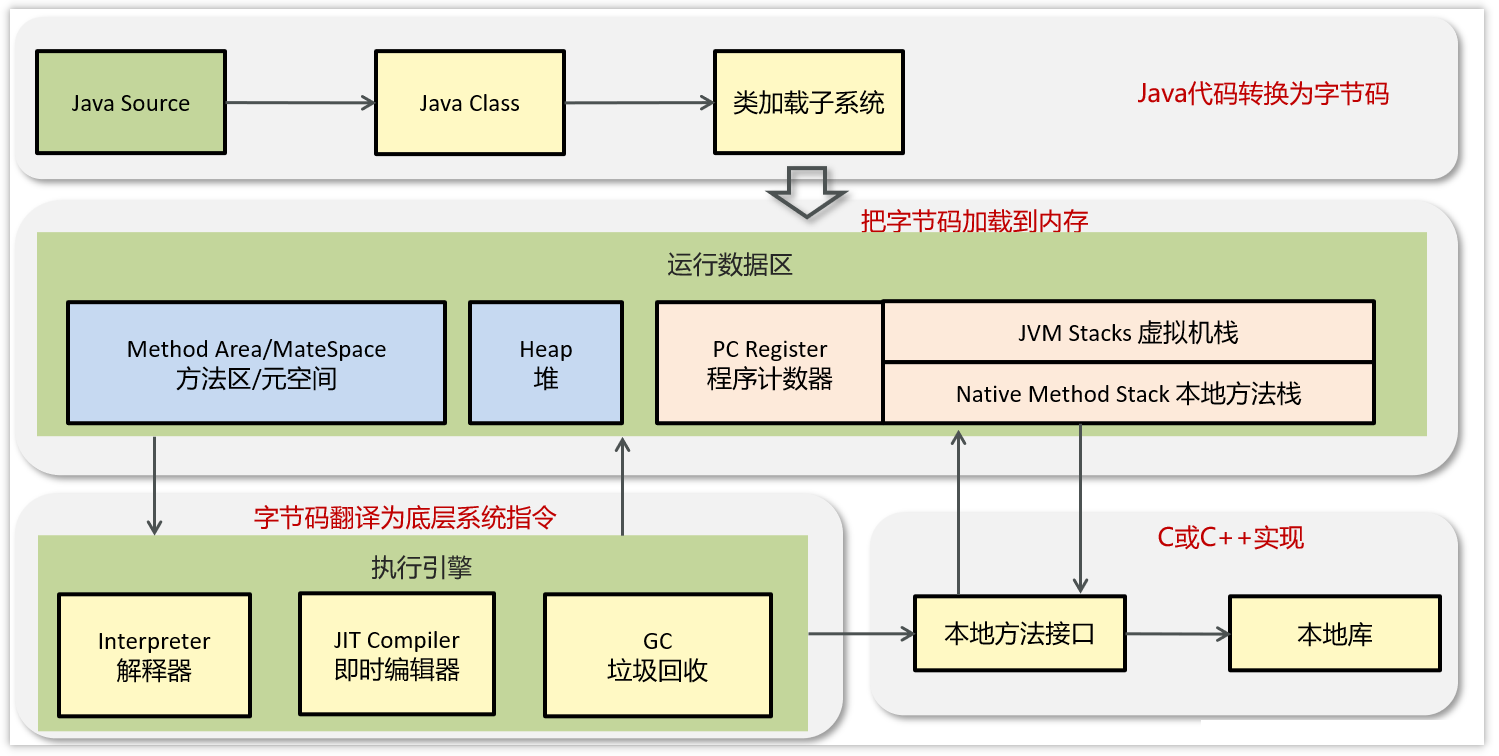 Java Source
Java Class
类加载子系统
Java代码转换为字节码
把字节码加载到内存
运行数据区
Method Area/MateSpace
方法区/元空间
Heap
堆
PC Register
程序计数器
JVM Stacks 虚拟机栈
Native Method Stack 本地方法栈
字节码翻译为底层系统指令
执行引擎
Interpreter
解释器
JIT Compiler
即时编辑器
GC
垃圾回收
C或C++实现
本地方法接口
本地库